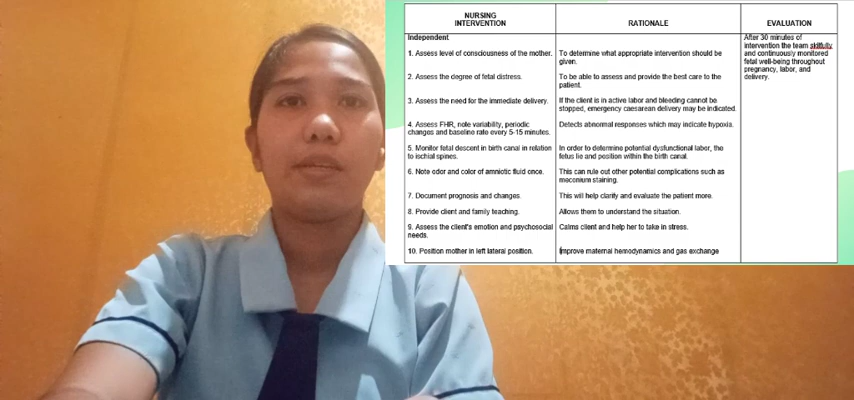 NURSING
INTERVENTION
RATIONALE
EVALUATION
Independent
1. Assess level of consciousness of the mother.
To determine what appropriate intervention should be
given.
2. Assess the degree of fetal distress.
To be able to assess and provide the best care to the
patient.
3. Assess the need for the immediate delivery.
If the client is in active labor and bleeding cannot be
stopped, emergency caesarean delivery may be indicated.
4. Assess FHR, note variability, periodic
changes and baseline rate every 5-15 minutes.
Detects abnormal responses which may indicate hypoxia.
5. Monitor fetal descent in birth canal in relation
to ischial spines.
In order to determine potential dysfunctional labor, the
fetus lie and position within the birth canal.
6. Note odor and color of amniotic fluid once.
This can rule out other potential complications such as
meconium staining.
7. Document prognosis and changes.
This will help clarify and evaluate the patient more.
8. Provide client and family teaching.
Allows them to understand the situation.
9. Assess the client's emotion and psychosocial
needs.
Calms client and help her to take in stress.
10. Position mother in left lateral position.
Improve maternal hemodynamics and gas exchange
After 30 minutes of
intervention the team skillfully
and continuously monitored
fetal well-being throughout
pregnancy, labor, and
delivery.